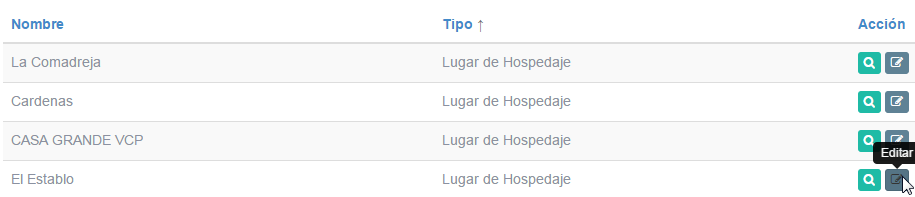 Nombre Tipo ↑ Acción
La Comadreja Lugar de Hospedaje
Cardenas Lugar de Hospedaje
CASA GRANDE VCP Lugar de Hospedaje
Editar
El Establo Lugar de Hospedaje